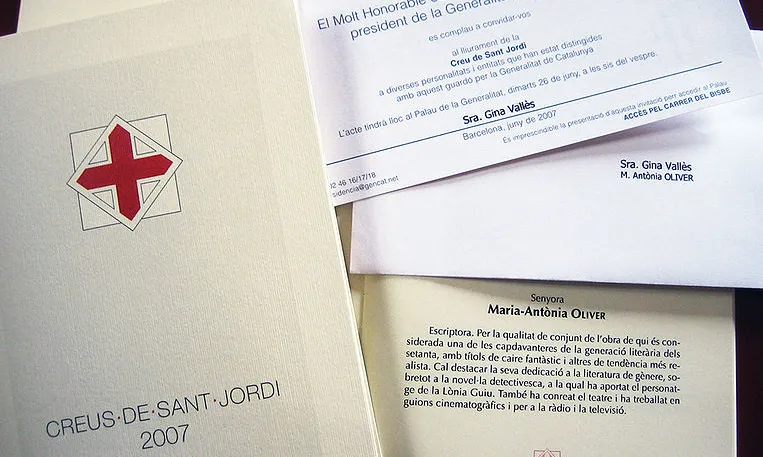 CREUS·DE·SANT·JORDI
2007
El Molt Honorable
president de la Generalitat
es complau a convidar-vos
al lliurament de la
Creu de Sant Jordi
a diverses personalitats i entitats que han estat distingides
amb aquest guardó per la Generalitat de Catalunya
L'acte tindrà lloc al Palau de la Generalitat, dimarts 26 de juny, a les sis del vespre.
Sra. Gina Vallès
Barcelona, juny de 2007
És imprescindible la presentació d'aquesta invitació per accedir al Palau
ACCÈS PEL CARRER DEL BISBE
02 46 16/17/18
sidencia@gencat.net
Sra. Gina Vallès
M. Antònia OLIVER
Senyora
Maria-Antònia OLIVER
Escriptora. Per la qualitat de conjunt de l'obra de qui és con-
siderada una de les capdavanteres de la generació literària dels
setanta, amb títols de caire fantàstic i altres de tendència més re-
alista. Cal destacar la seva dedicació a la literatura de gènere, so-
bretot a la novel·la detectivesca, a la qual ha aportat el personat-
ge de la Lònia Guiu. També ha conreat el teatre i ha treballat en
guions cinematogràfics i per a la ràdio i la televisió.